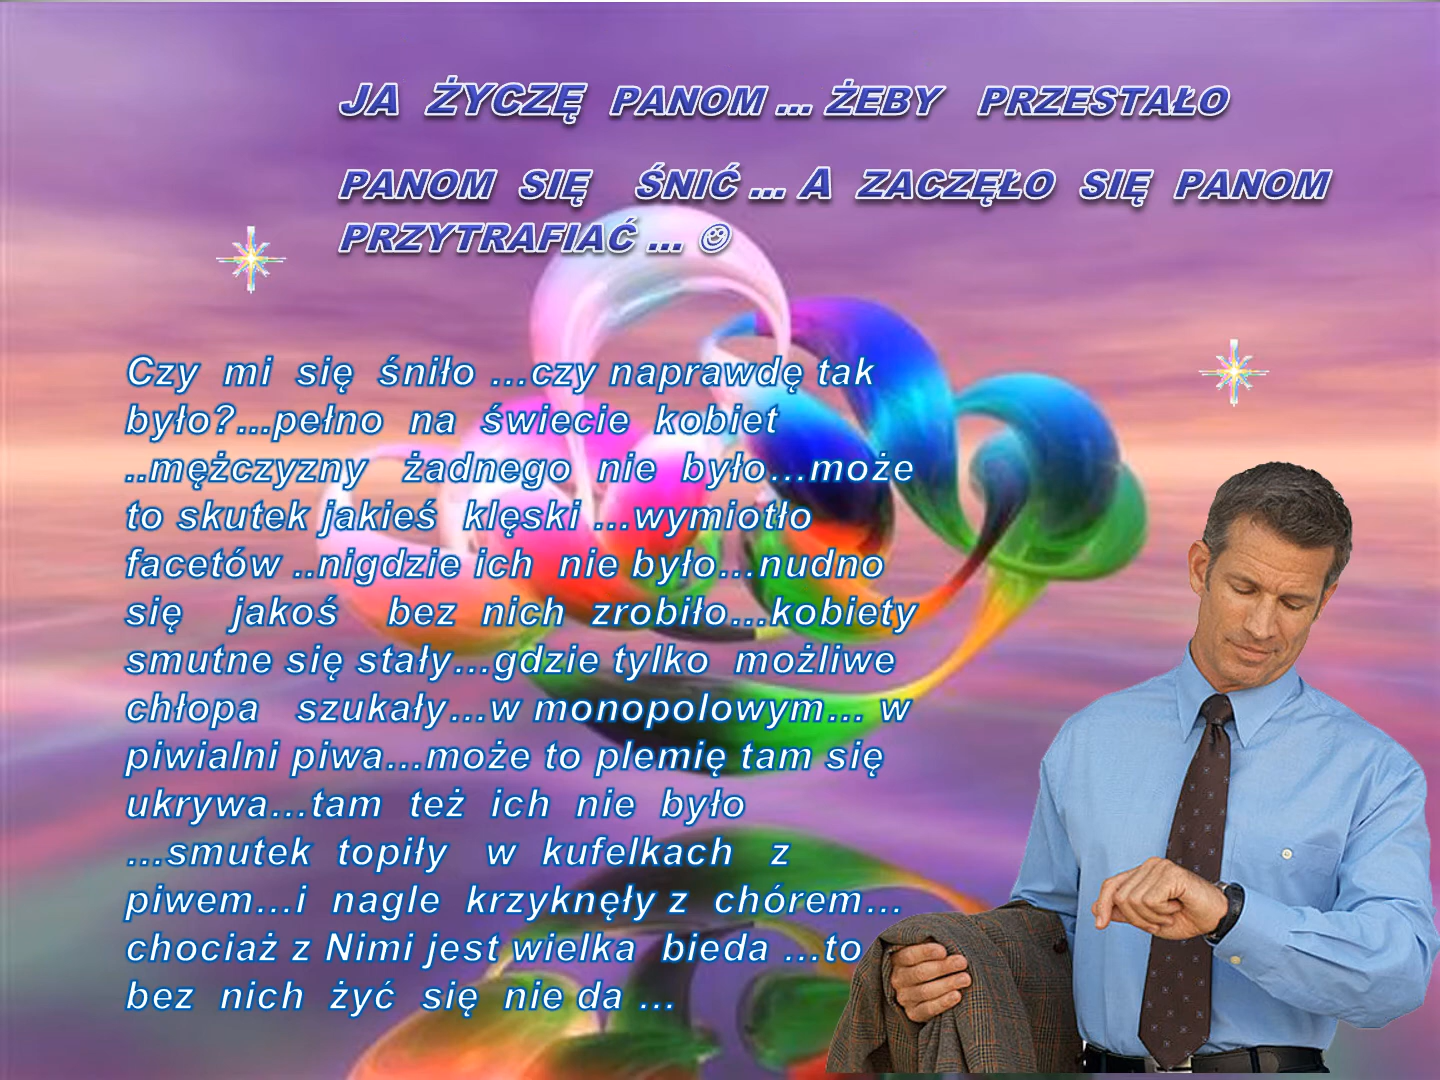 JA ŻYCZĘ PANOM ... ŻEBY PRZESTAŁO
PANOM SIĘ ŚNIĆ ... A ZACZĘŁO SIĘ PANOM
PRZYTRAFIAĆ ... ☺
Czy mi się śniło ...czy naprawdę tak
było?...pełno na świecie kobiet
..mężczyzny żadnego nie było...może
to skutek jakieś klęski ...wymiotło
facetów ..nigdzie ich nie było...nudno
się jakoś bez nich zrobiło...kobiety
smutne się stały...gdzie tylko możliwe
chłopa szukały...w monopolowym... w
piwialni piwa...może to plemię tam się
ukrywa...tam też ich nie było
...smutek topiły w kufelkach z
piwem...i nagle krzyknęły z chórem...
chociaż z Nimi jest wielka bieda ...to
bez nich żyć się nie da ...